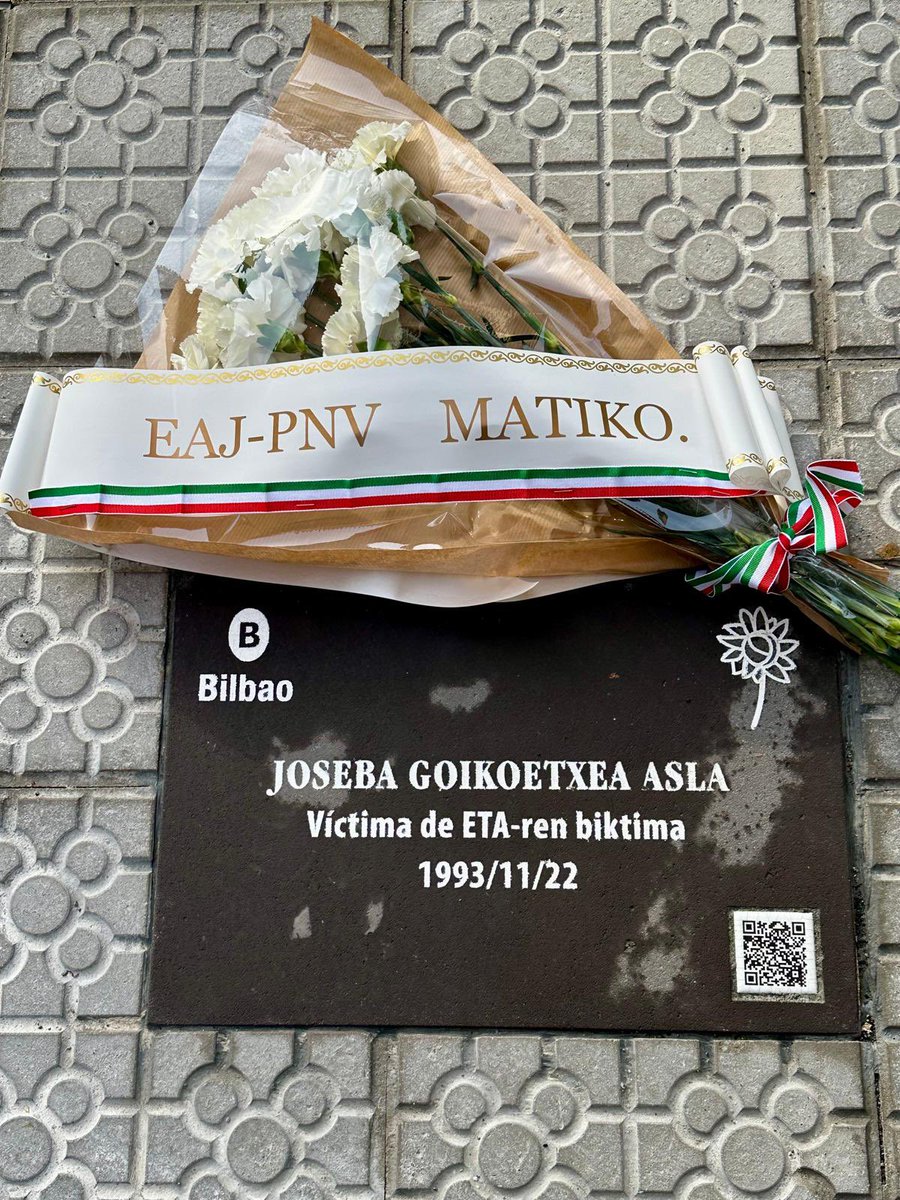 EAJ-PNV MATIKO.
B
Bilbao
JOSEBA GOIKOETXEA ASLA
Víctima de ETA-ren biktima
1993/11/22